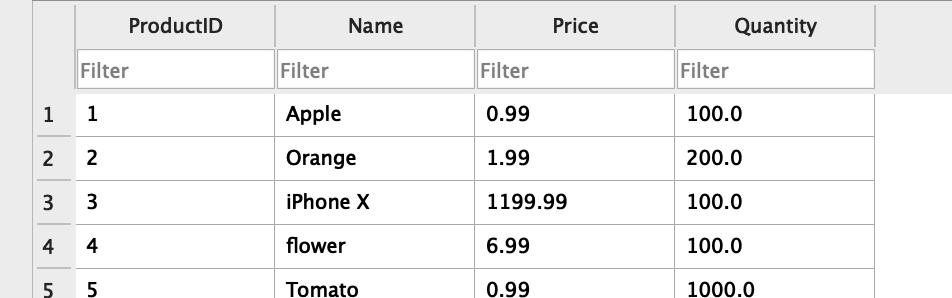 ProductID Name Price Quantity
Filter Filter Filter Filter
1 1 Apple 0.99 100.0
2 2 Orange 1.99 200.0
3 3 iPhone X 1199.99 100.0
4 4 flower 6.99 100.0
5 5 Tomato 0.99 1000.0